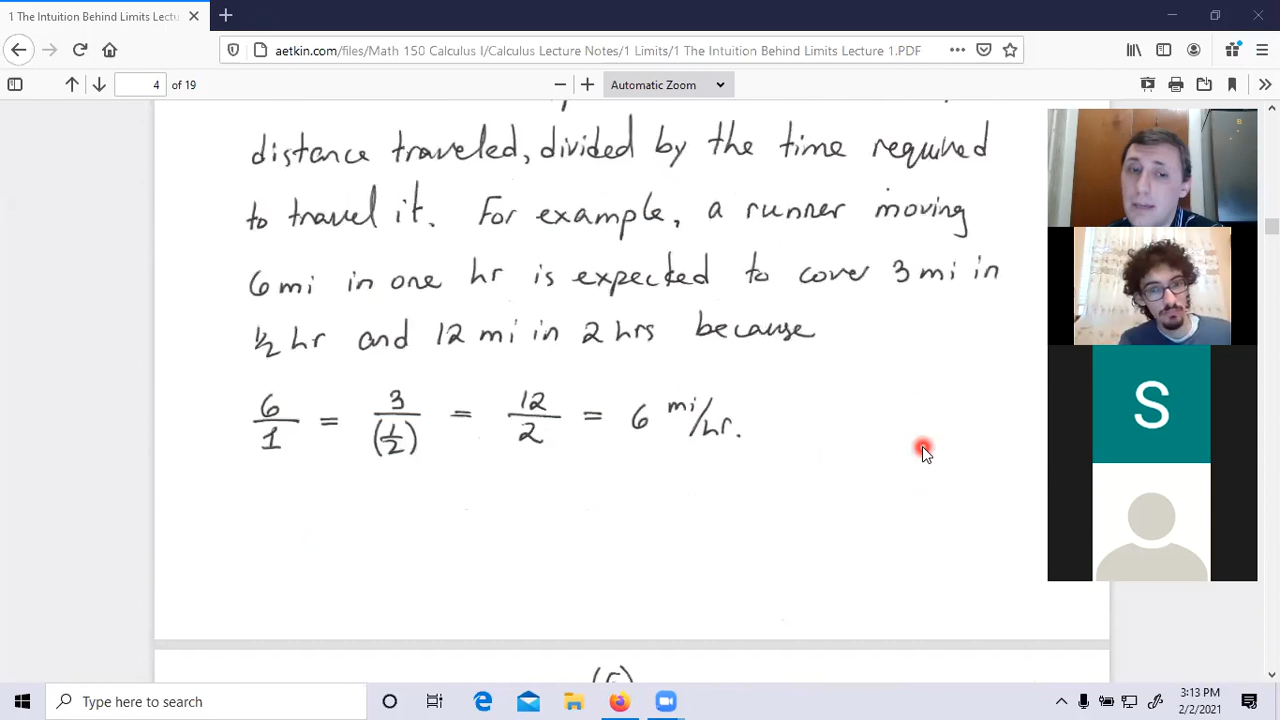 1 The Intuition Behind Limits Lectu
aetkin.com/files/Math 150 Calculus I/Calculus Lecture Notes/1 Limits/1 The Intuition Behind Limits Lecture 1.PDF
4 of 19
Automatic Zoom
distance traveled, divided by the time required
to travel it. For example, a runner moving
6 mi in one hr is expected to cover 3 mi in
1/2 hr and 12 mi in 2 hrs because
6/1 = 3/(1/2) = 12/2 = 6 mi/hr.
S
Type here to search
3:13 PM
2/2/2021